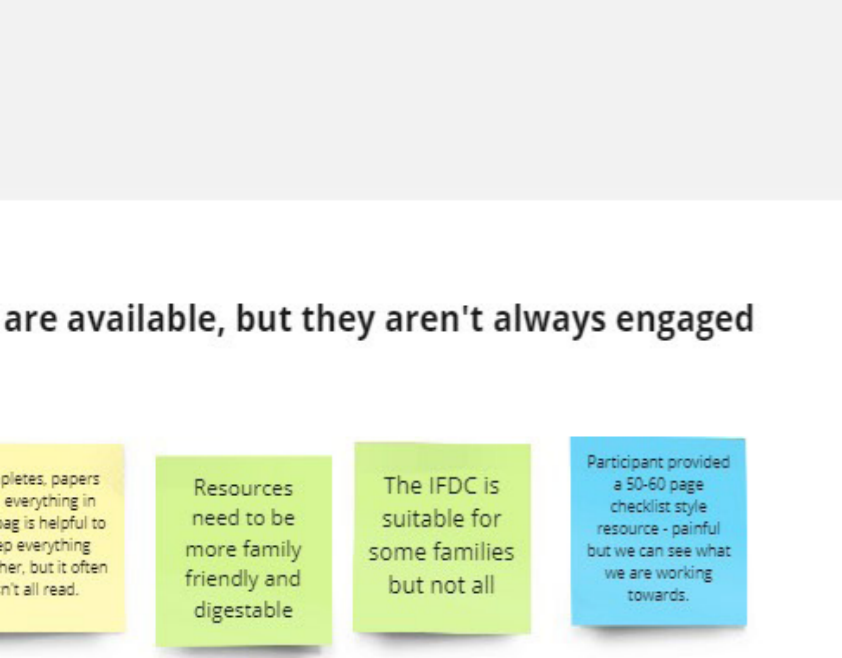 are available, but they aren't always engaged
papers
everything in
bag is helpful to
everything
but it often
all read.
Resources
need to be
more family
friendly and
digestable
The IFDC is
suitable for
some families
but not all
Participant provided
a 50-60 page
checklist style
resource - painful
but we can see what
we are working
towards.